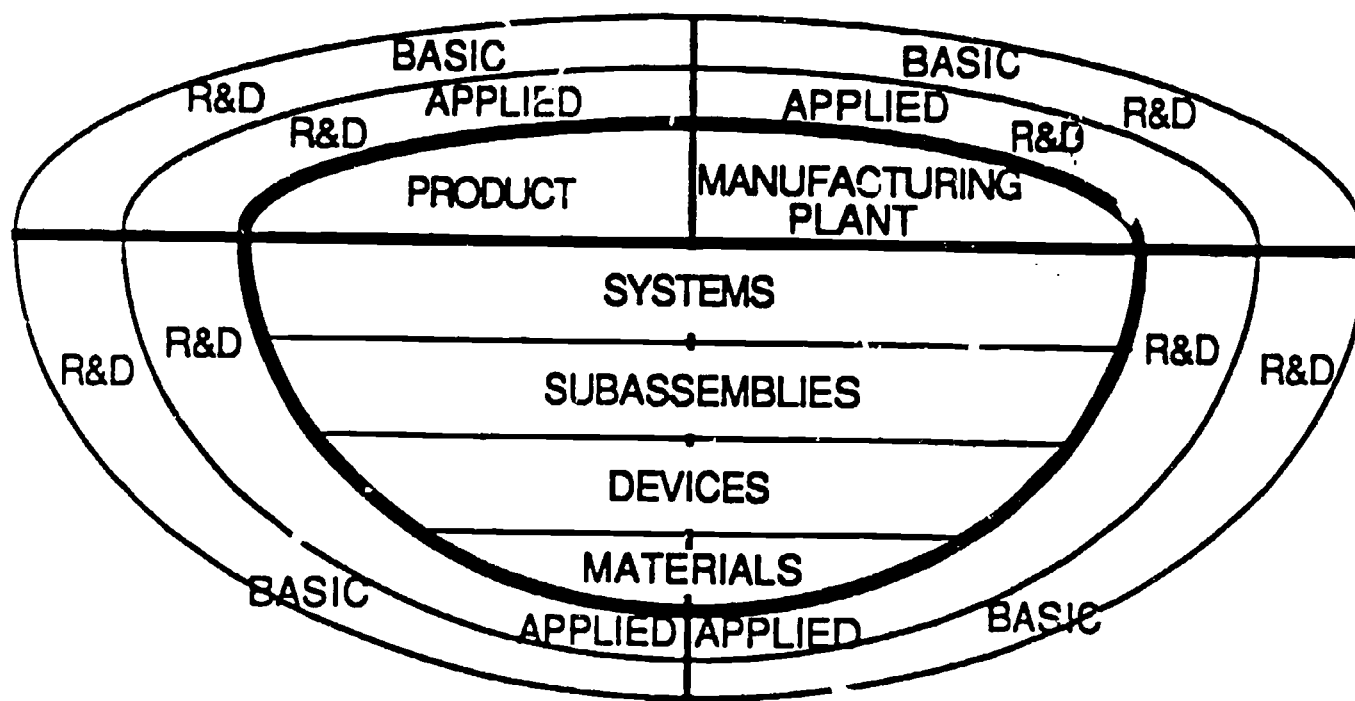 BASIC
BASIC
R&D
APPLIED
APPLIED
R&D
R&D
R&D
PRODUCT
MANUFACTURING
PLANT
SYSTEMS
R&D
R&D
R&D
R&D
SUBASSEMBLIES
DEVICES
MATERIALS
BASIC
APPLIED
APPLIED
BASIC